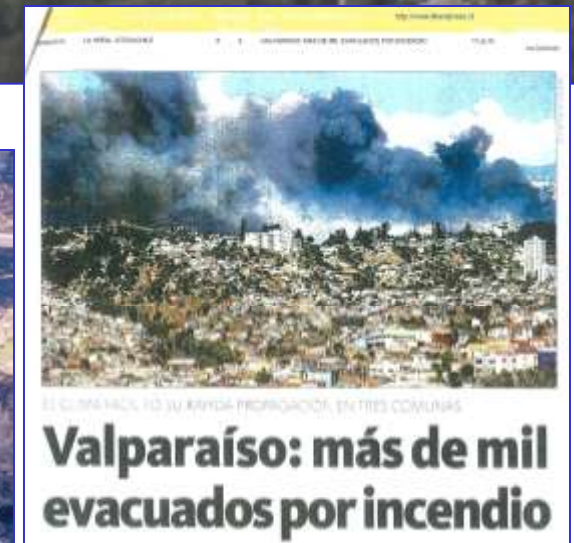 EL CLIMA FACILITÓ SU RÁPIDA PROPAGACIÓN EN TRES COMUNAS
Valparaíso: más de mil
evacuados por incendio